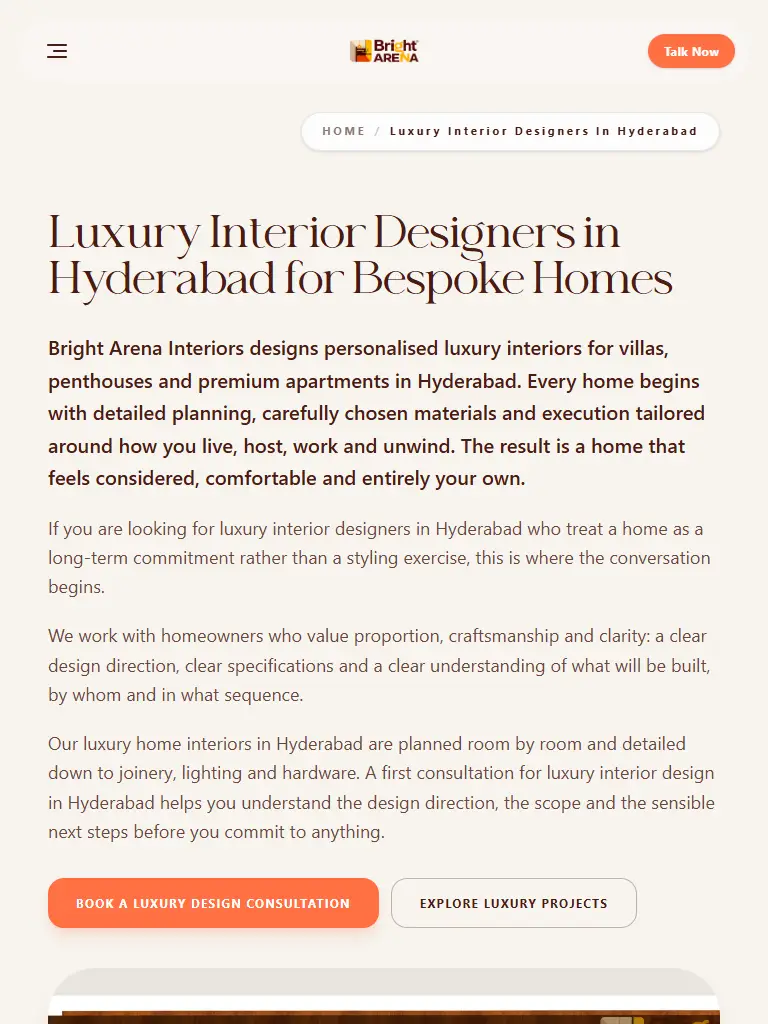 Bright
ARENA
Talk Now
HOME / Luxury Interior Designers In Hyderabad
Luxury Interior Designers in
Hyderabad for Bespoke Homes
Bright Arena Interiors designs personalised luxury interiors for villas,
penthouses and premium apartments in Hyderabad. Every home begins
with detailed planning, carefully chosen materials and execution tailored
around how you live, host, work and unwind. The result is a home that
feels considered, comfortable and entirely your own.
If you are looking for luxury interior designers in Hyderabad who treat a home as a
long-term commitment rather than a styling exercise, this is where the conversation
begins.
We work with homeowners who value proportion, craftsmanship and clarity: a clear
design direction, clear specifications and a clear understanding of what will be built,
by whom and in what sequence.
Our luxury home interiors in Hyderabad are planned room by room and detailed
down to joinery, lighting and hardware. A first consultation for luxury interior design
in Hyderabad helps you understand the design direction, the scope and the sensible
next steps before you commit to anything.
BOOK A LUXURY DESIGN CONSULTATION
EXPLORE LUXURY PROJECTS